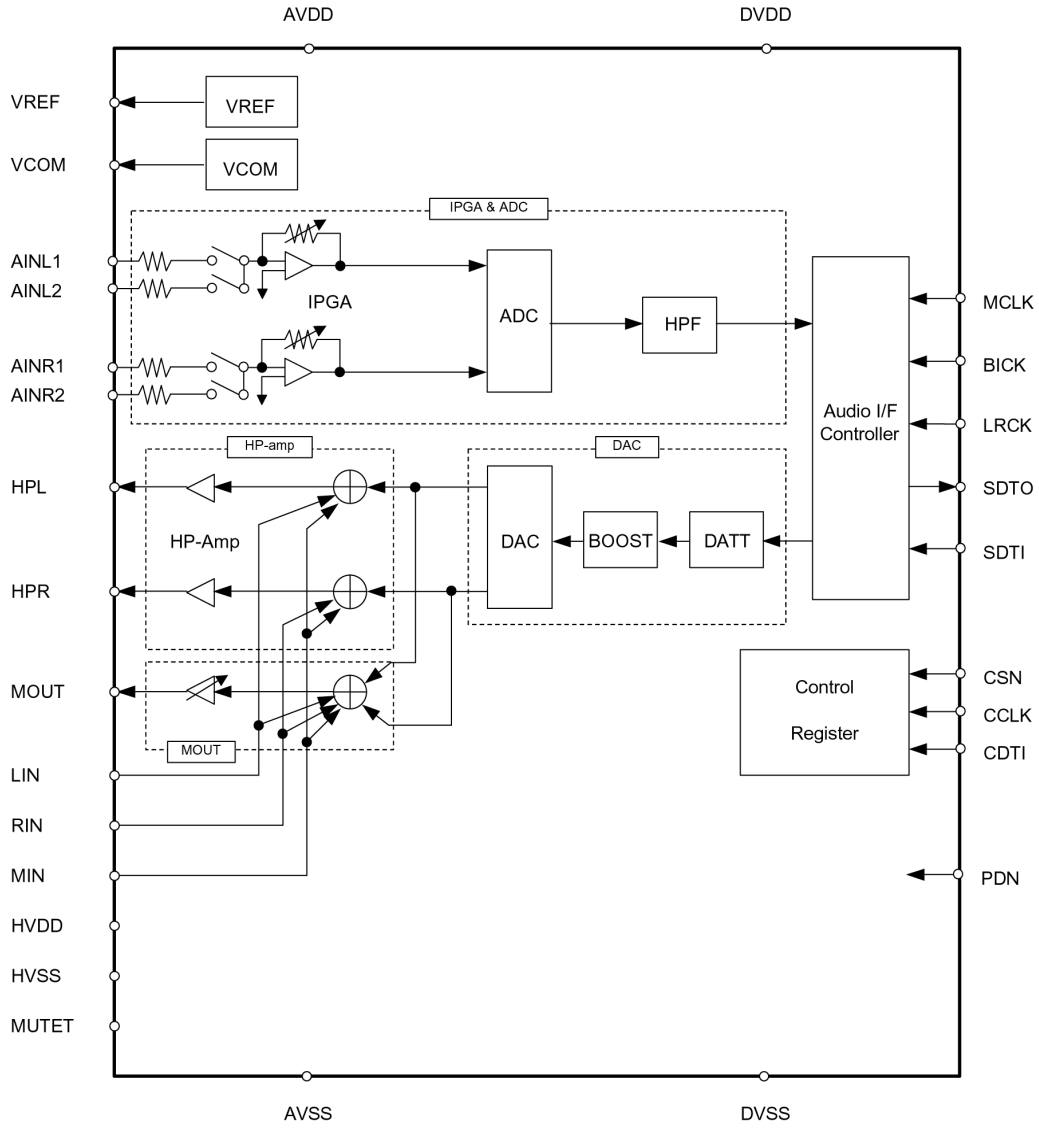 AVDD
DVDD
VREF
VREF
VCOM
VCOM
IPGA & ADC
AINL1
AINL2
IPGA
AINR1
AINR2
ADC
HPF
Audio I/F
Controller
MCLK
BICK
LRCK
SDTO
SDTI
HP-amp
DAC
HPL
HP-Amp
HPR
DAC
BOOST
DATT
MOUT
MOUT
Control
Register
CSN
CCLK
CDTI
LIN
RIN
MIN
PDN
HVDD
HVSS
MUTET
AVSS
DVSS